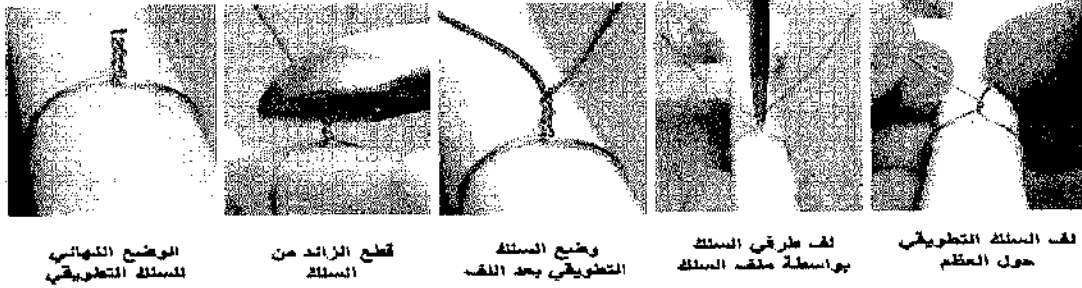 لف السلك التطويقي
حول العظم
لف طرفي السلك
بواسطة ملقف السلك
وضع السلك
التطويقي بعد اللف
قطع الزائد من
السلك
الوضع النهائي
للسلك التطويقي